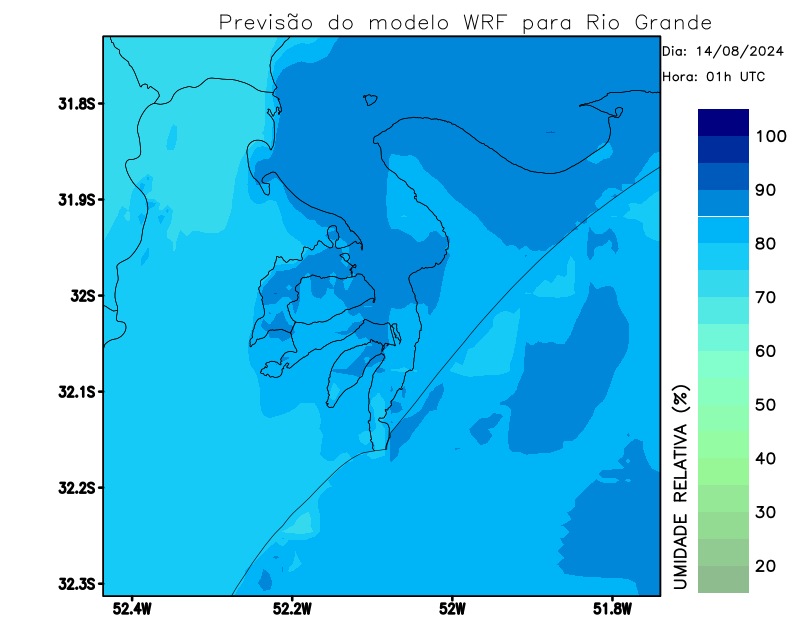 Previsão do modelo WRF para Rio Grande
Dia: 14/08/2024
Hora: 01h UTC
31.8S
31.9S
32S
32.1S
32.2S
32.3S
52.4W
52.2W
52W
51.8W
100
90
80
70
60
50
40
30
20
UMIDADE RELATIVA (%)